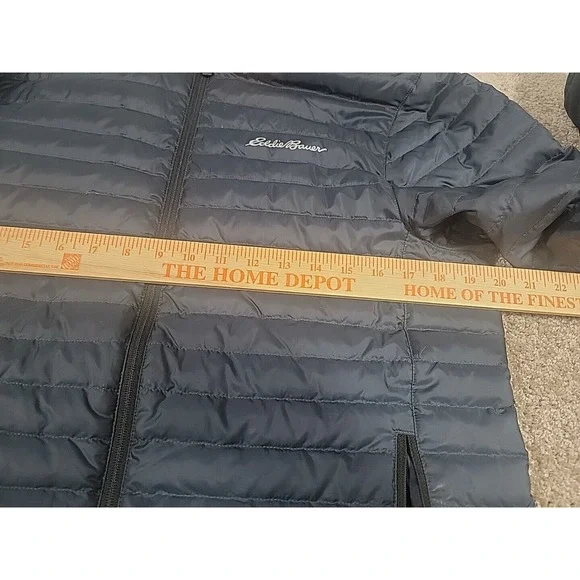 Eddie Bauer
5 6 7 8 9 10 11 12 13 14 15 16 17 18 19 20 21 22
THE HOME DEPOT HOME OF THE FINEST